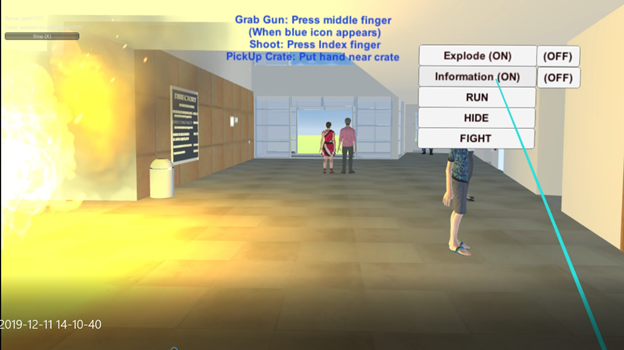 Grab Gun: Press middle finger
(When blue icon appears)
Shoot: Press Index finger
PickUp Crate: Put hand near crate
Explode (ON) (OFF)
Information (ON) (OFF)
RUN
HIDE
FIGHT
DIRECTORY
2019-12-11 14-10-40